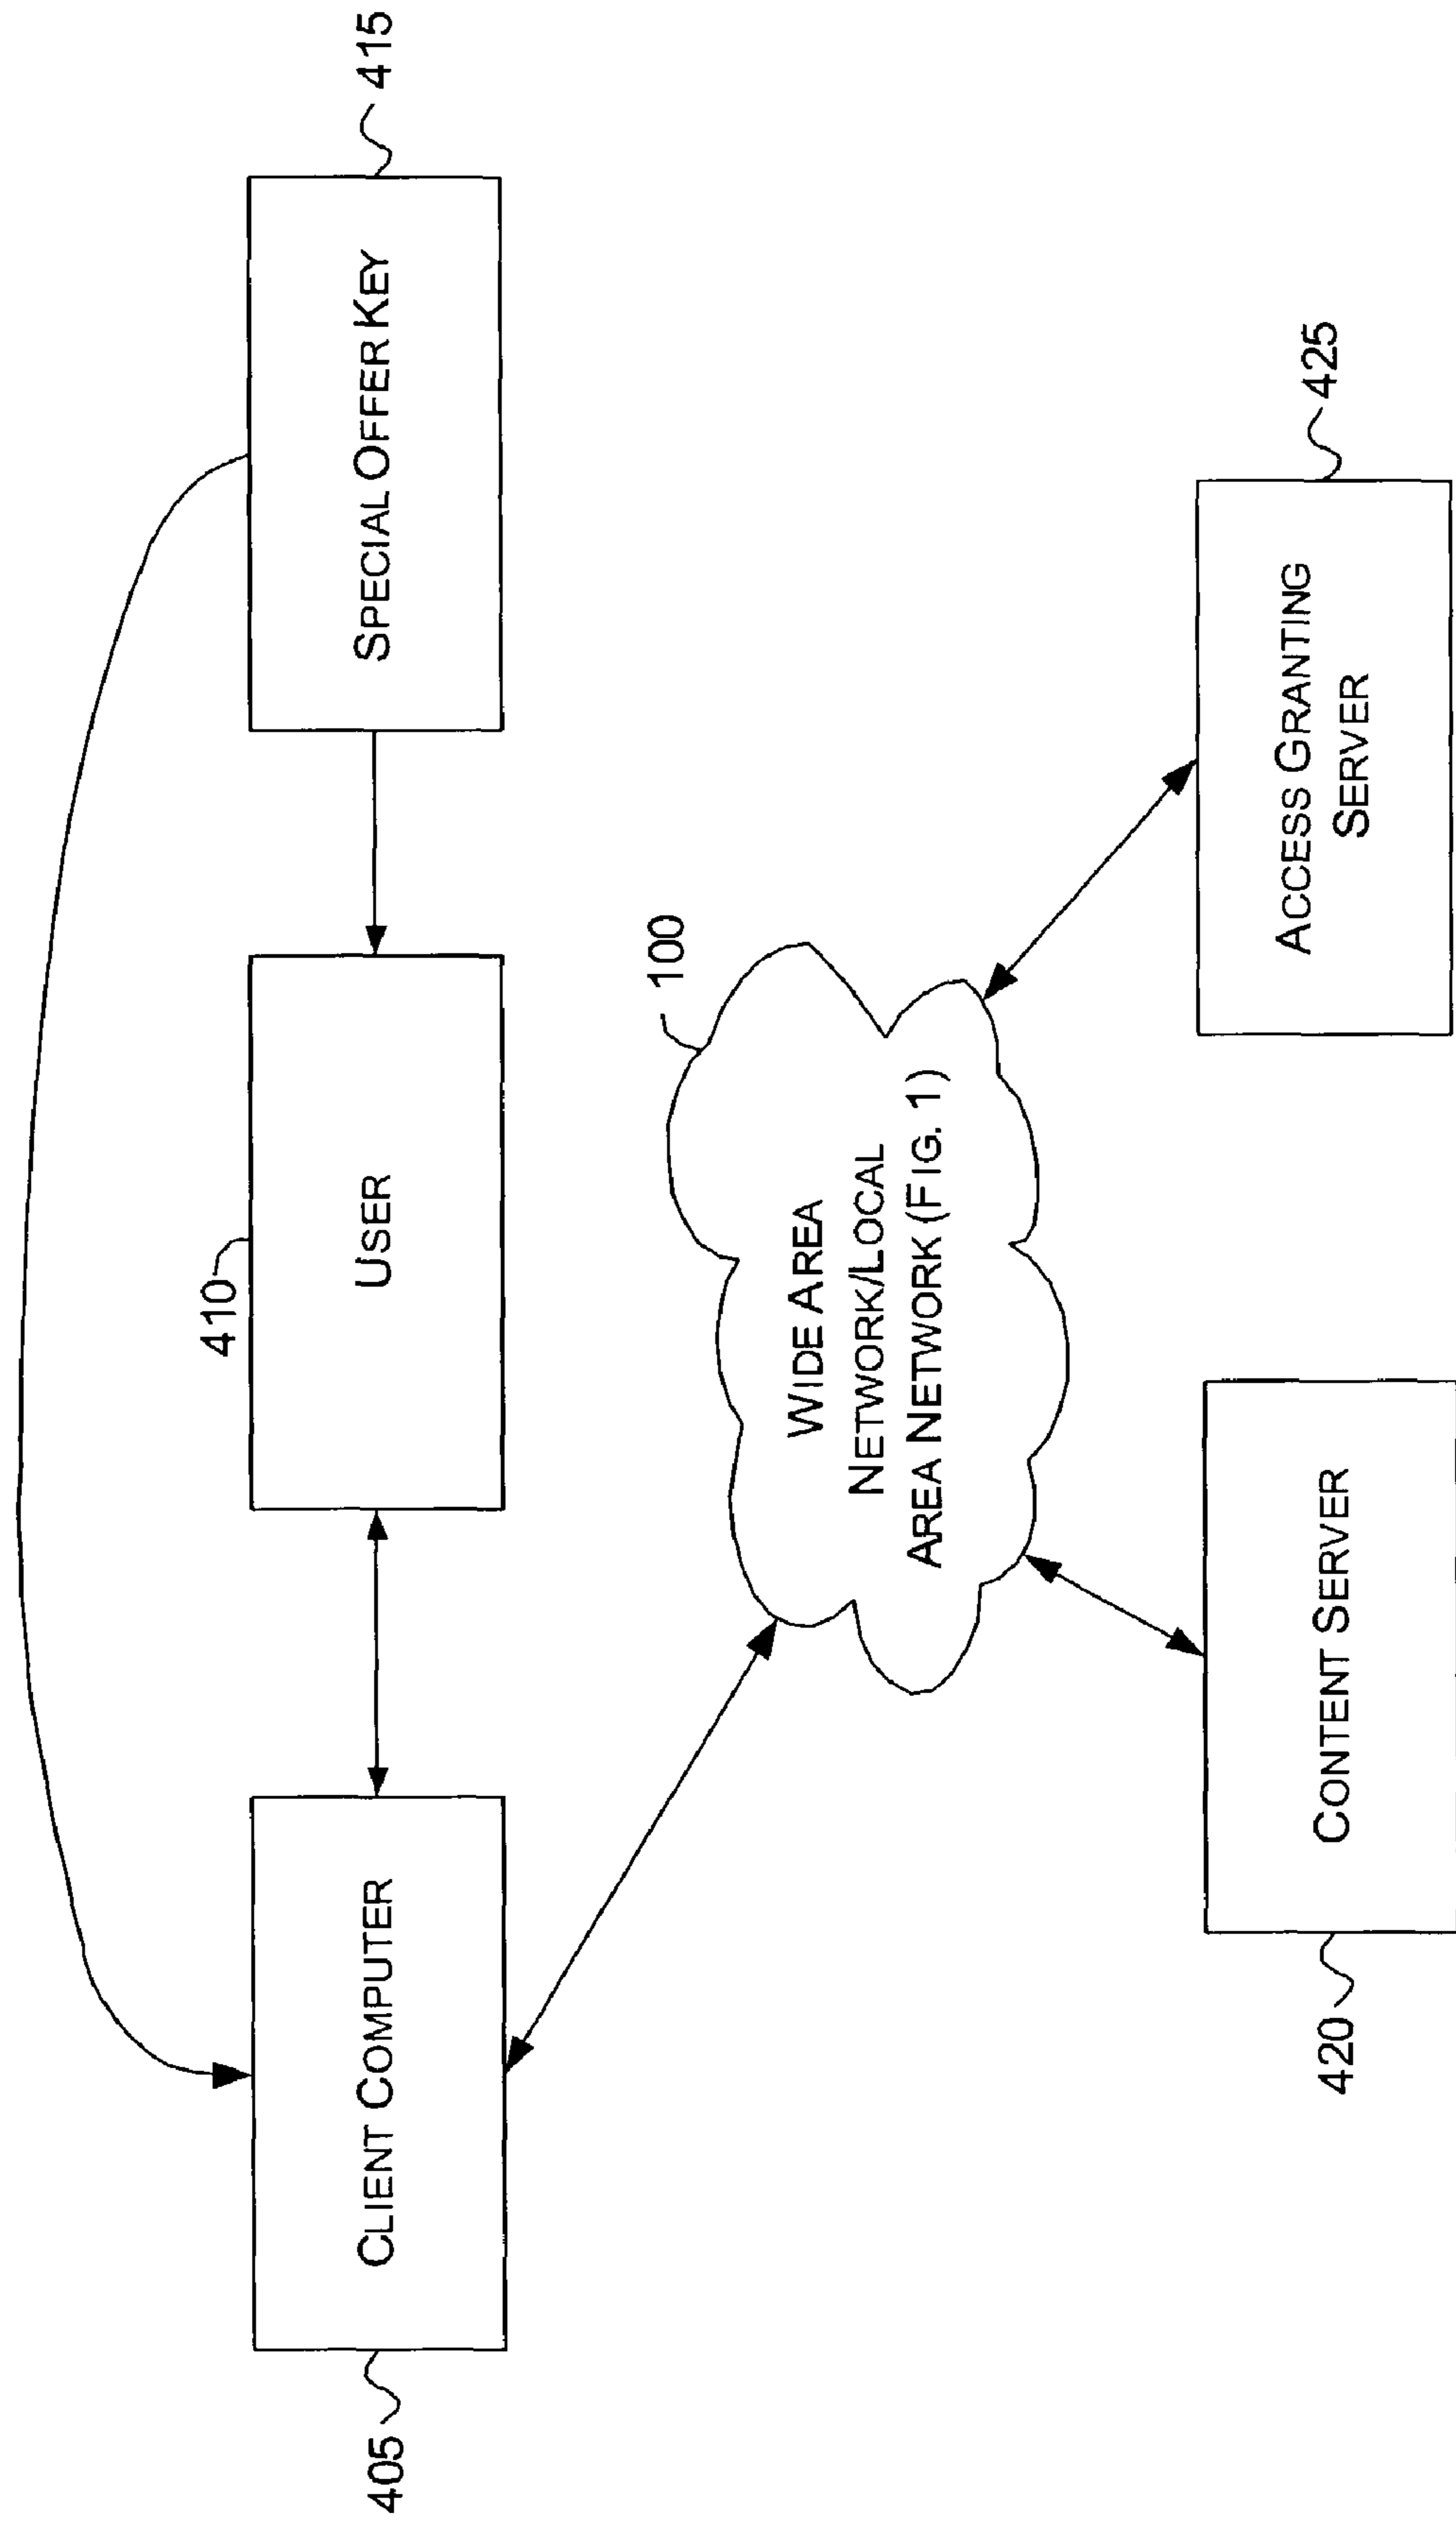 405
CLIENT COMPUTER
410
USER
SPECIAL OFFER KEY
415
100
WIDE AREA
NETWORK/LOCAL
AREA NETWORK (FIG. 1)
420
CONTENT SERVER
ACCESS GRANTING
SERVER
425